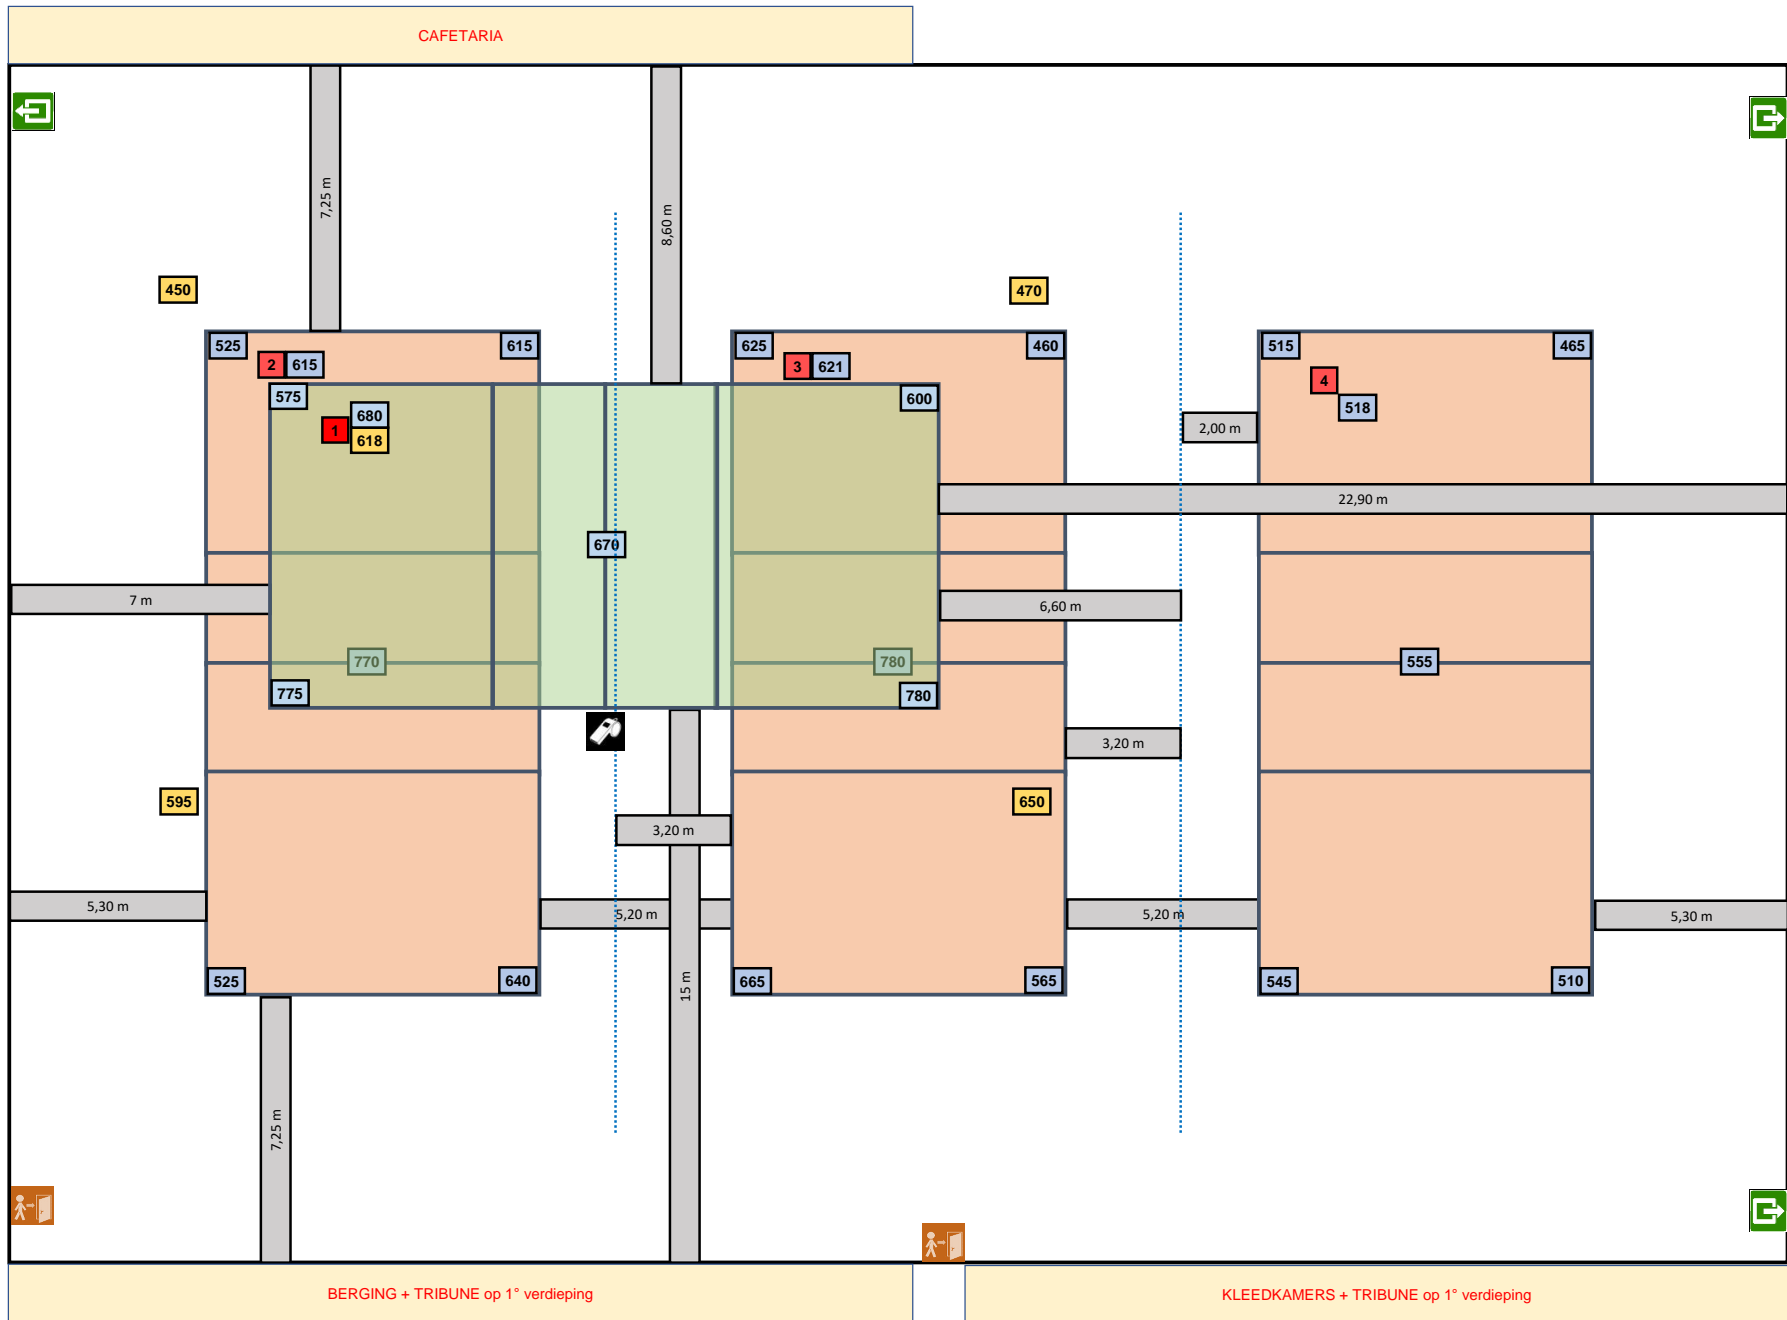 CAFETARIA
7,25 m
8,60 m
450
470
525
615
625
460
515
465
2
615
3
621
4
575
600
680
1
618
518
2,00 m
22,90 m
670
7 m
6,60 m
770
780
555
775
780
3,20 m
595
650
3,20 m
5,30 m
5,20 m
5,20 m
5,30 m
525
640
665
565
545
510
15 m
7,25 m
BERGING + TRIBUNE op 1° verdieping
KLEEDKAMERS + TRIBUNE op 1° verdieping